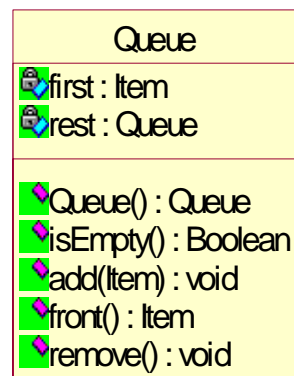 Queue
first : Item
rest : Queue
Queue() : Queue
isEmpty() : Boolean
add(Item) : void
front() : Item
remove() : void